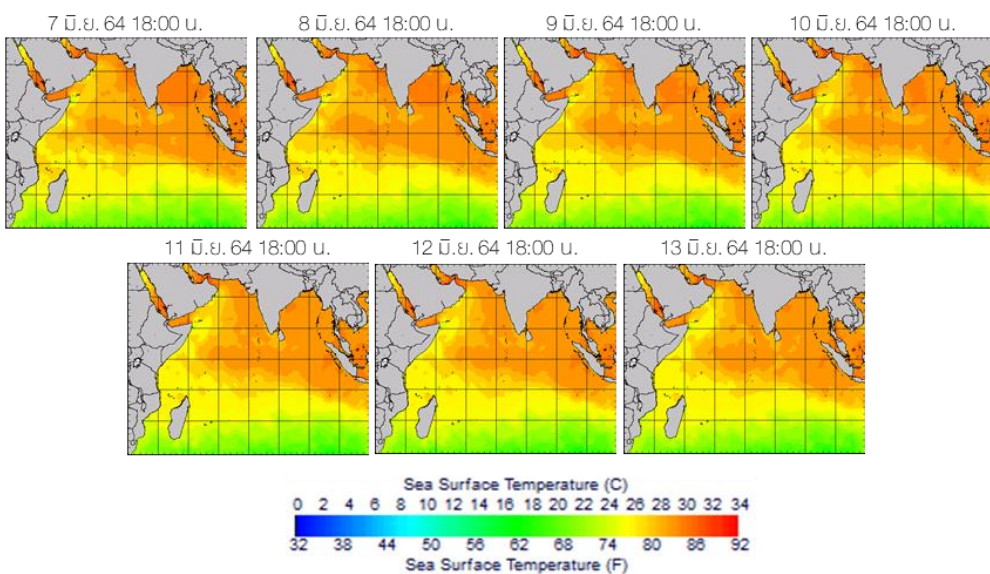 7 มิ.ย. 64 18:00 น. 8 มิ.ย. 64 18:00 น. 9 มิ.ย. 64 18:00 น. 10 มิ.ย. 64 18:00 น.
11 มิ.ย. 64 18:00 น. 12 มิ.ย. 64 18:00 น. 13 มิ.ย. 64 18:00 น.
Sea Surface Temperature (C)
0 2 4 6 8 10 12 14 16 18 20 22 24 26 28 30 32 34
32 38 44 50 56 62 68 74 80 86 92
Sea Surface Temperature (F)